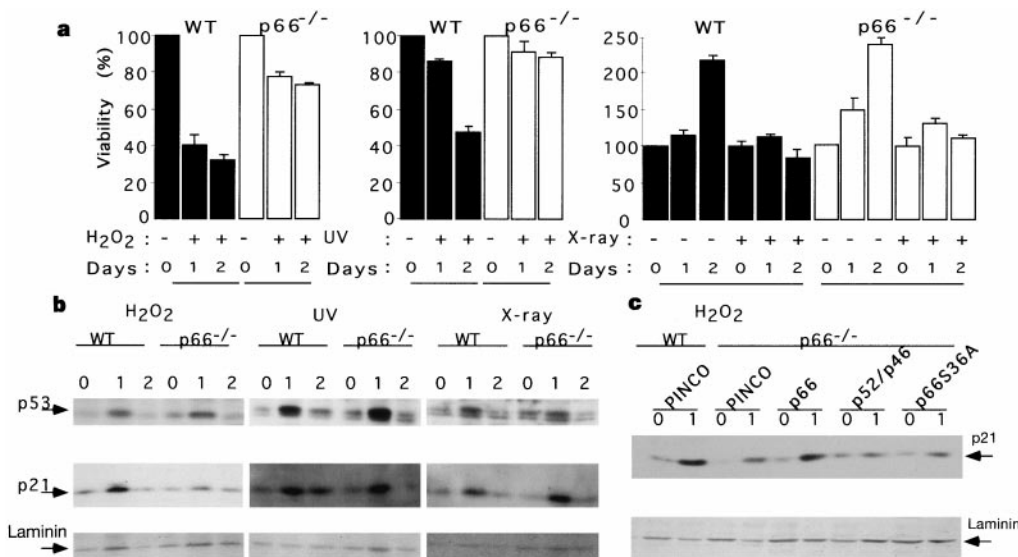 a
WT p66-/- WT p66-/- WT p66-/-
Viability (%)
100 80 60 40 20 0
100 80 60 40 20 0
250 200 150 100 50 0
H2O2 : - + + - + + UV - + + - + + X-ray : - - - + + + - - - + + +
Days : 0 1 2 0 1 2 Days : 0 1 2 0 1 2 Days : 0 1 2 0 1 2 0 1 2 0 1 2
b
H2O2 UV X-ray
WT p66-/- WT p66-/- WT p66-/-
0 1 2 0 1 2 0 1 2 0 1 2 0 1 2 0 1 2
p53
p21
Laminin
c
H2O2
WT p66-/-
PINCO PINCO p66 p52/p46 p66S36A
0 1 0 1 0 1 0 1 0 1
p21
Laminin